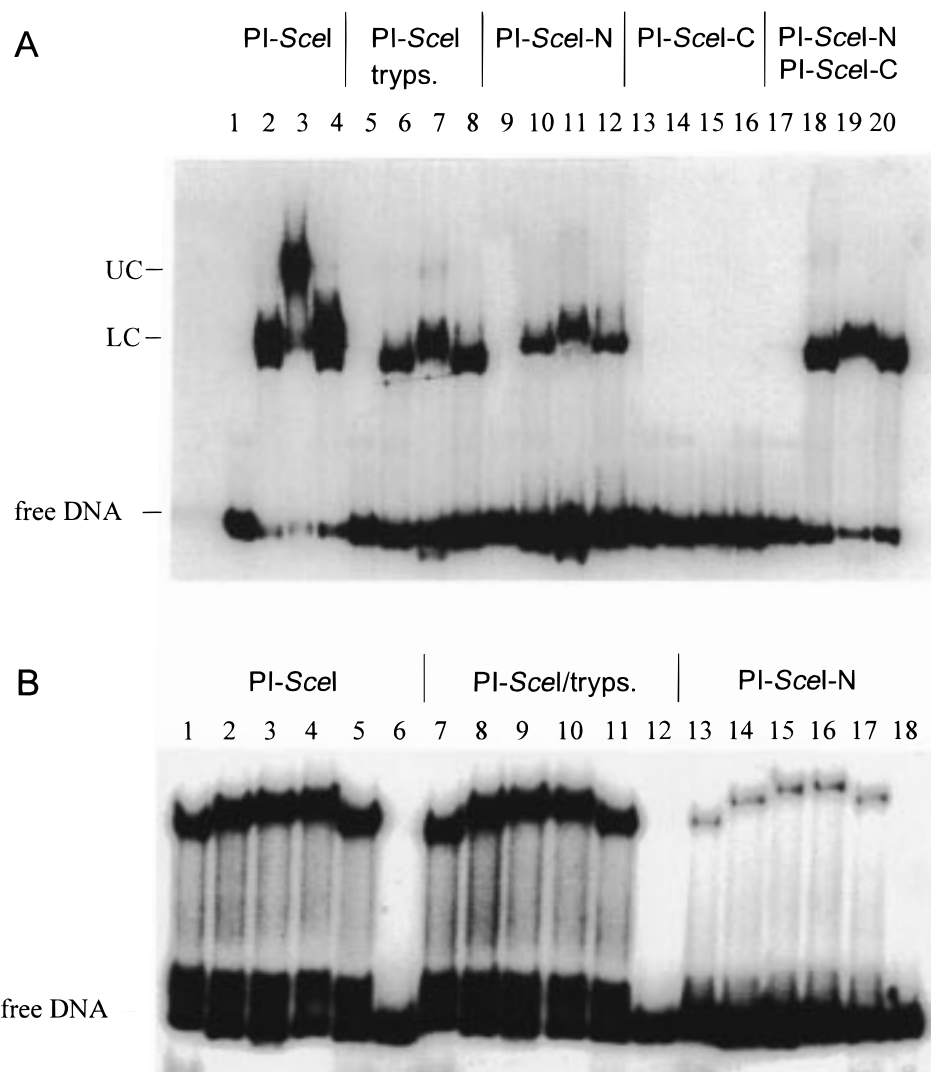 A
PI-SceI PI-SceI PI-SceI-N PI-SceI-C PI-SceI-N
tryps. PI-SceI-C
1 2 3 4 5 6 7 8 9 10 11 12 13 14 15 16 17 18 19 20
UC
LC
free DNA
B
PI-SceI PI-SceI/tryps. PI-SceI-N
1 2 3 4 5 6 7 8 9 10 11 12 13 14 15 16 17 18
free DNA